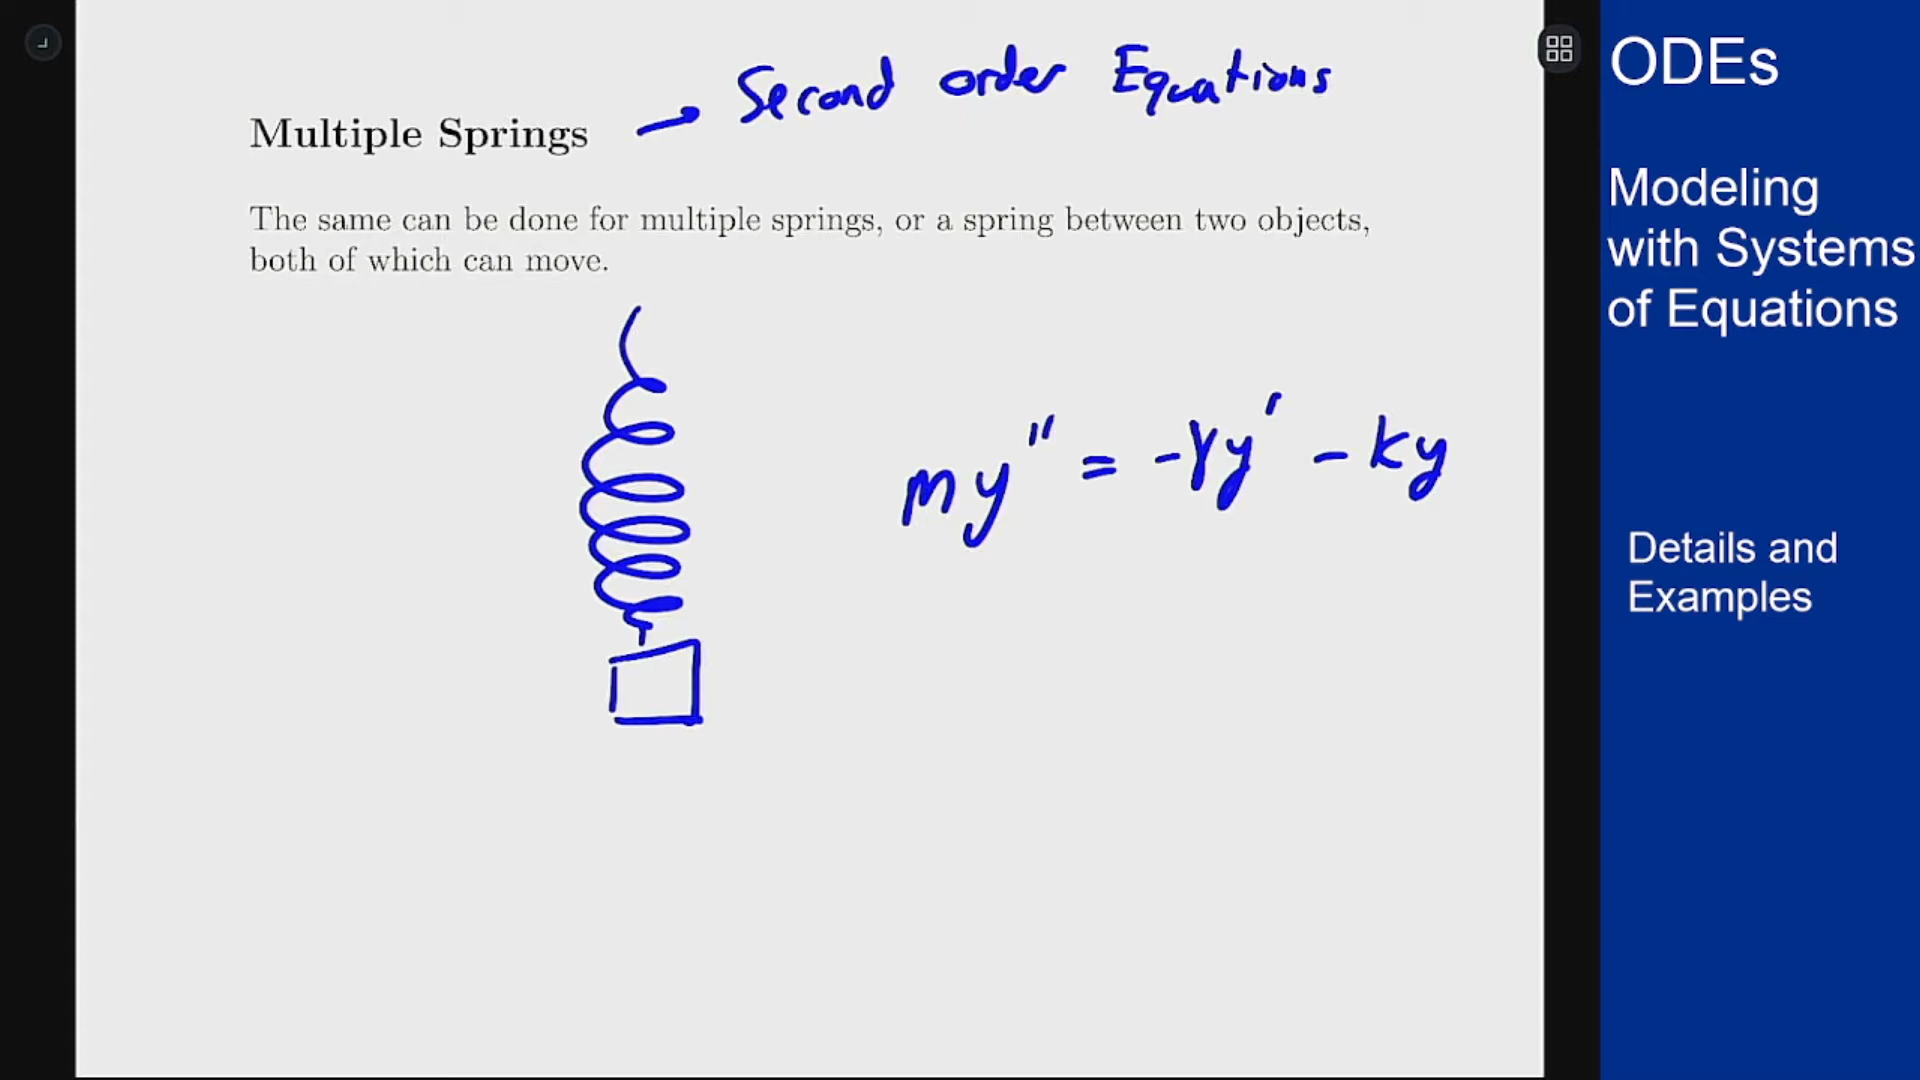 Second order Equations
Multiple Springs
The same can be done for multiple springs, or a spring between two objects,
both of which can move.
my'' = -γy' - ky
ODEs
Modeling
with Systems
of Equations
Details and
Examples